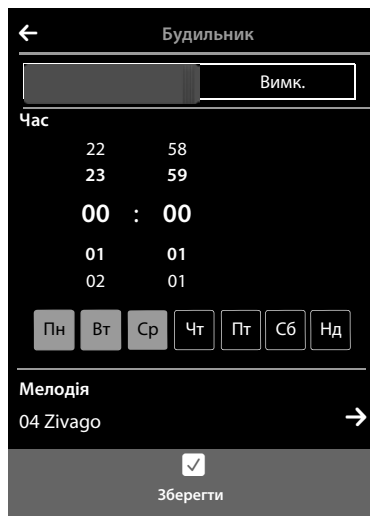 Будильник
Вимк.
Час
22 58
23 59
00 : 00
01 01
02 01
Пн Вт Ср Чт Пт Сб Нд
Мелодія
04 Zivago
Зберегти